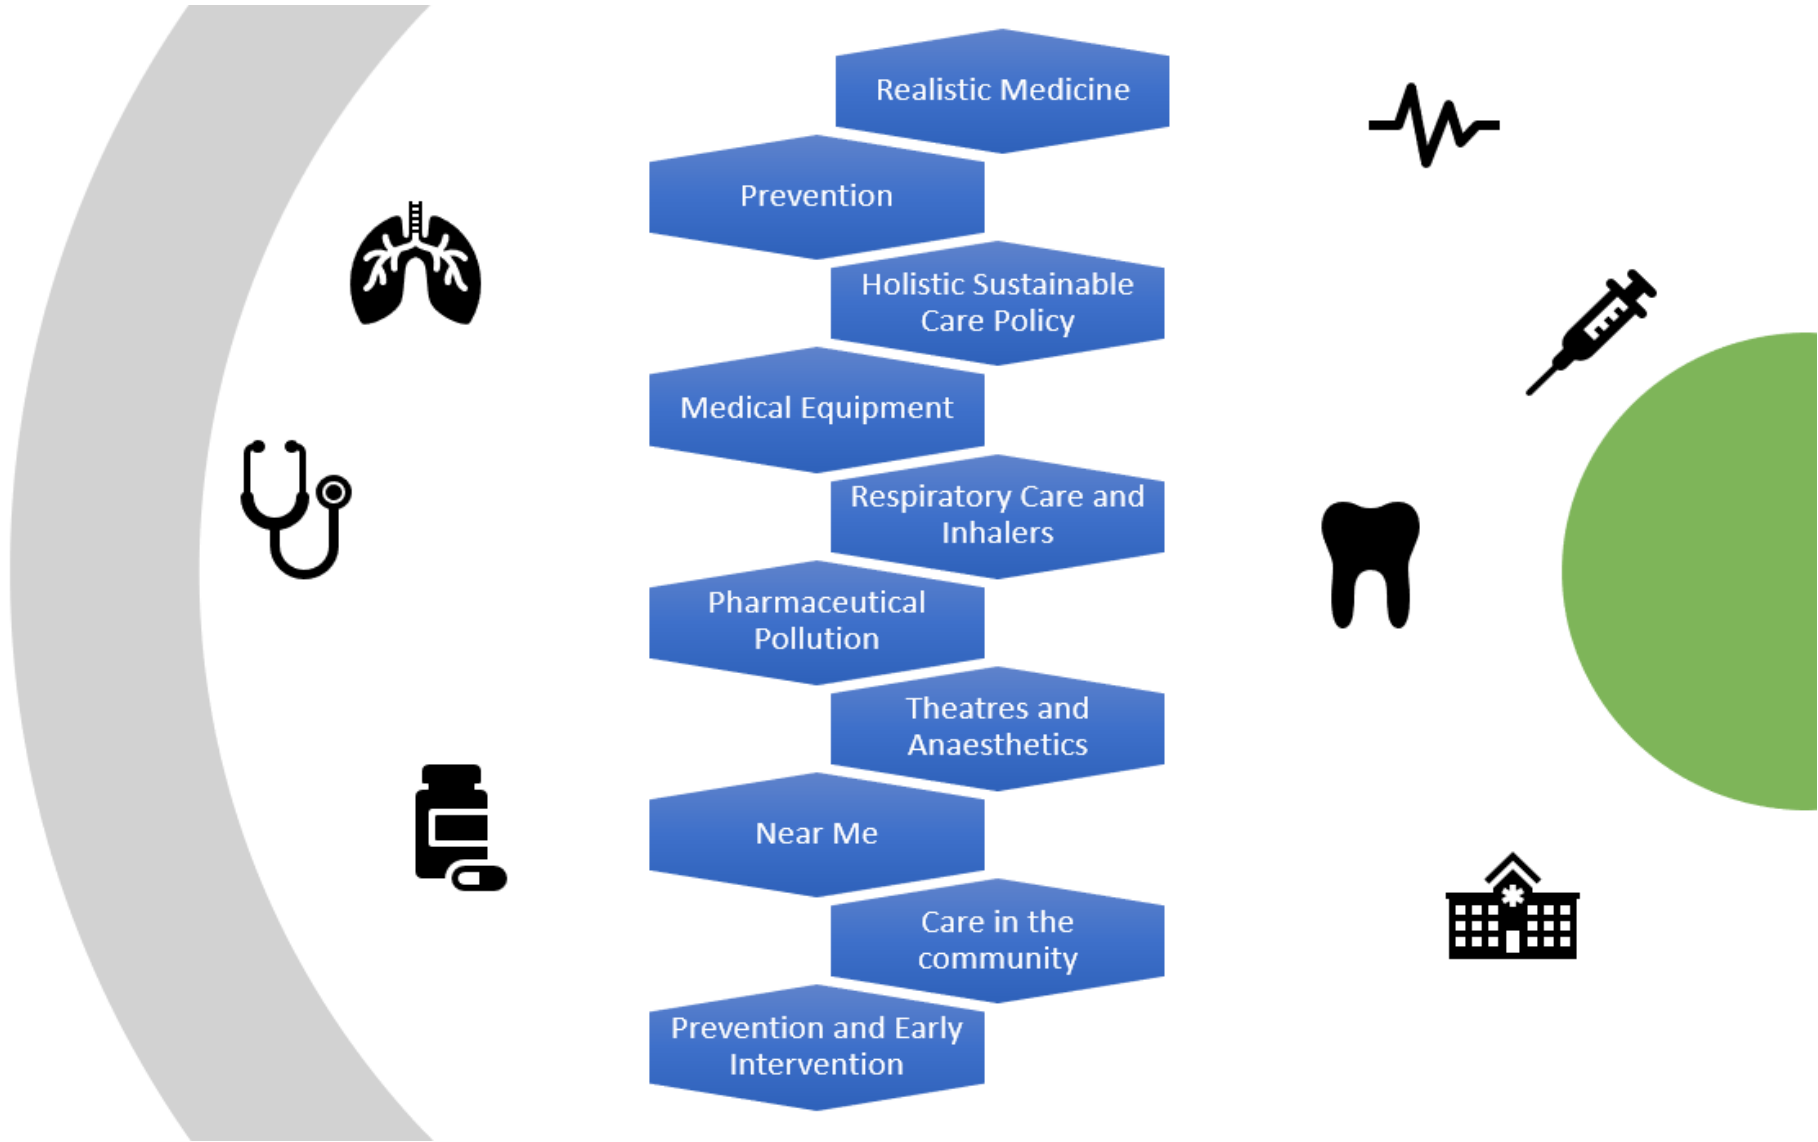 Realistic Medicine
Prevention
Holistic Sustainable
Care Policy
Medical Equipment
Respiratory Care and
Inhalers
Pharmaceutical
Pollution
Theatres and
Anaesthetics
Near Me
Care in the
community
Prevention and Early
Intervention